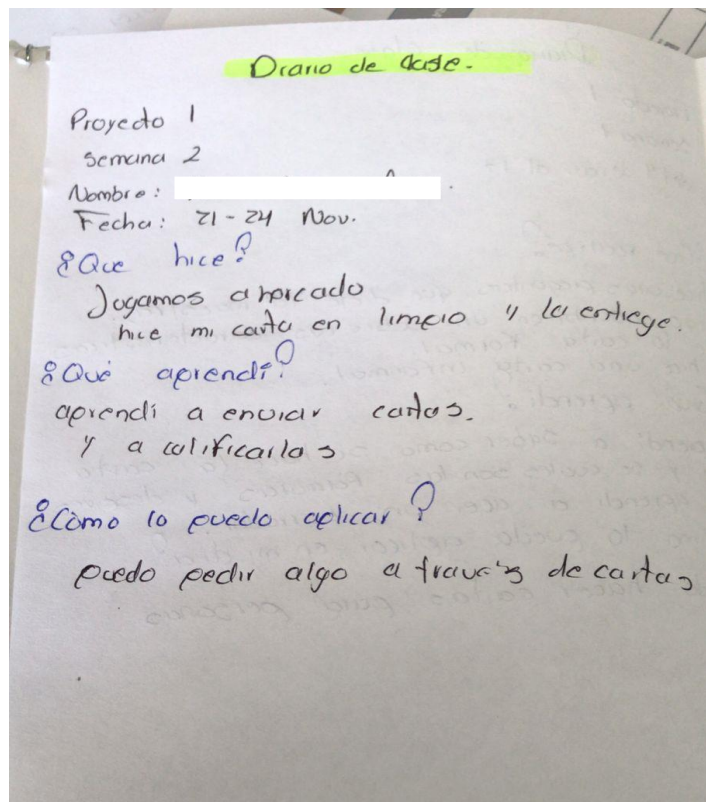 Diario de clase.
Proyecto 1
semana 2
Nombre:
Fecha: 21-24 Nov.
¿Que hice?
Jugamos ahorcado
hice mi carta en limpio y la entrege.
¿Qué aprendí?
aprendí a enviar cartas.
y a calificarlas
¿Cómo lo puedo aplicar?
puedo pedir algo a través de cartas